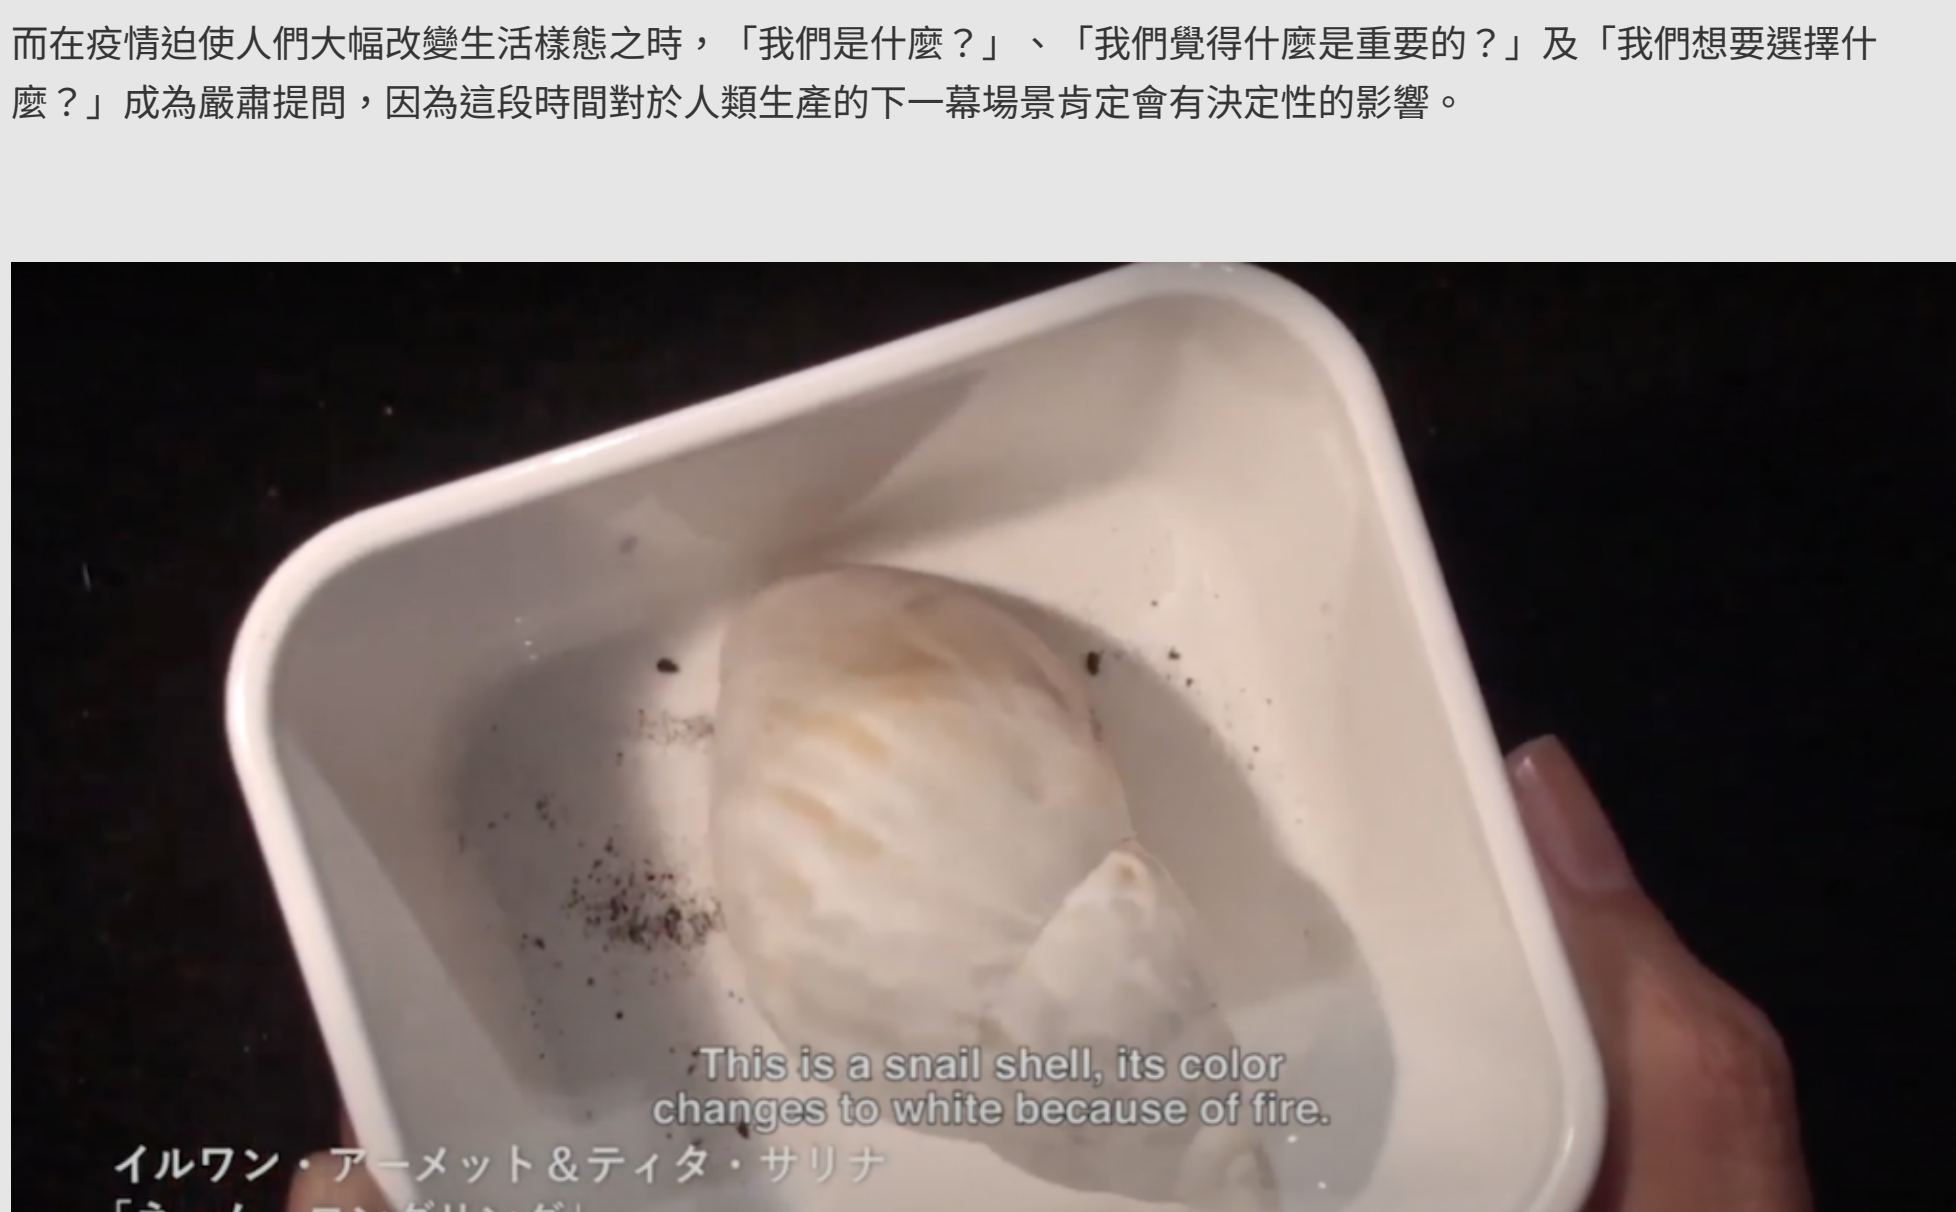 而在疫情迫使人們大幅改變生活樣態之時，「我們是什麼？」、「我們覺得什麼是重要的？」及「我們想要選擇什
麼？」成為嚴肅提問，因為這段時間對於人類生產的下一幕場景肯定會有決定性的影響。
This is a snail shell, its color
changes to white because of fire.
イルワン・アーメット＆ティタ・サリナ